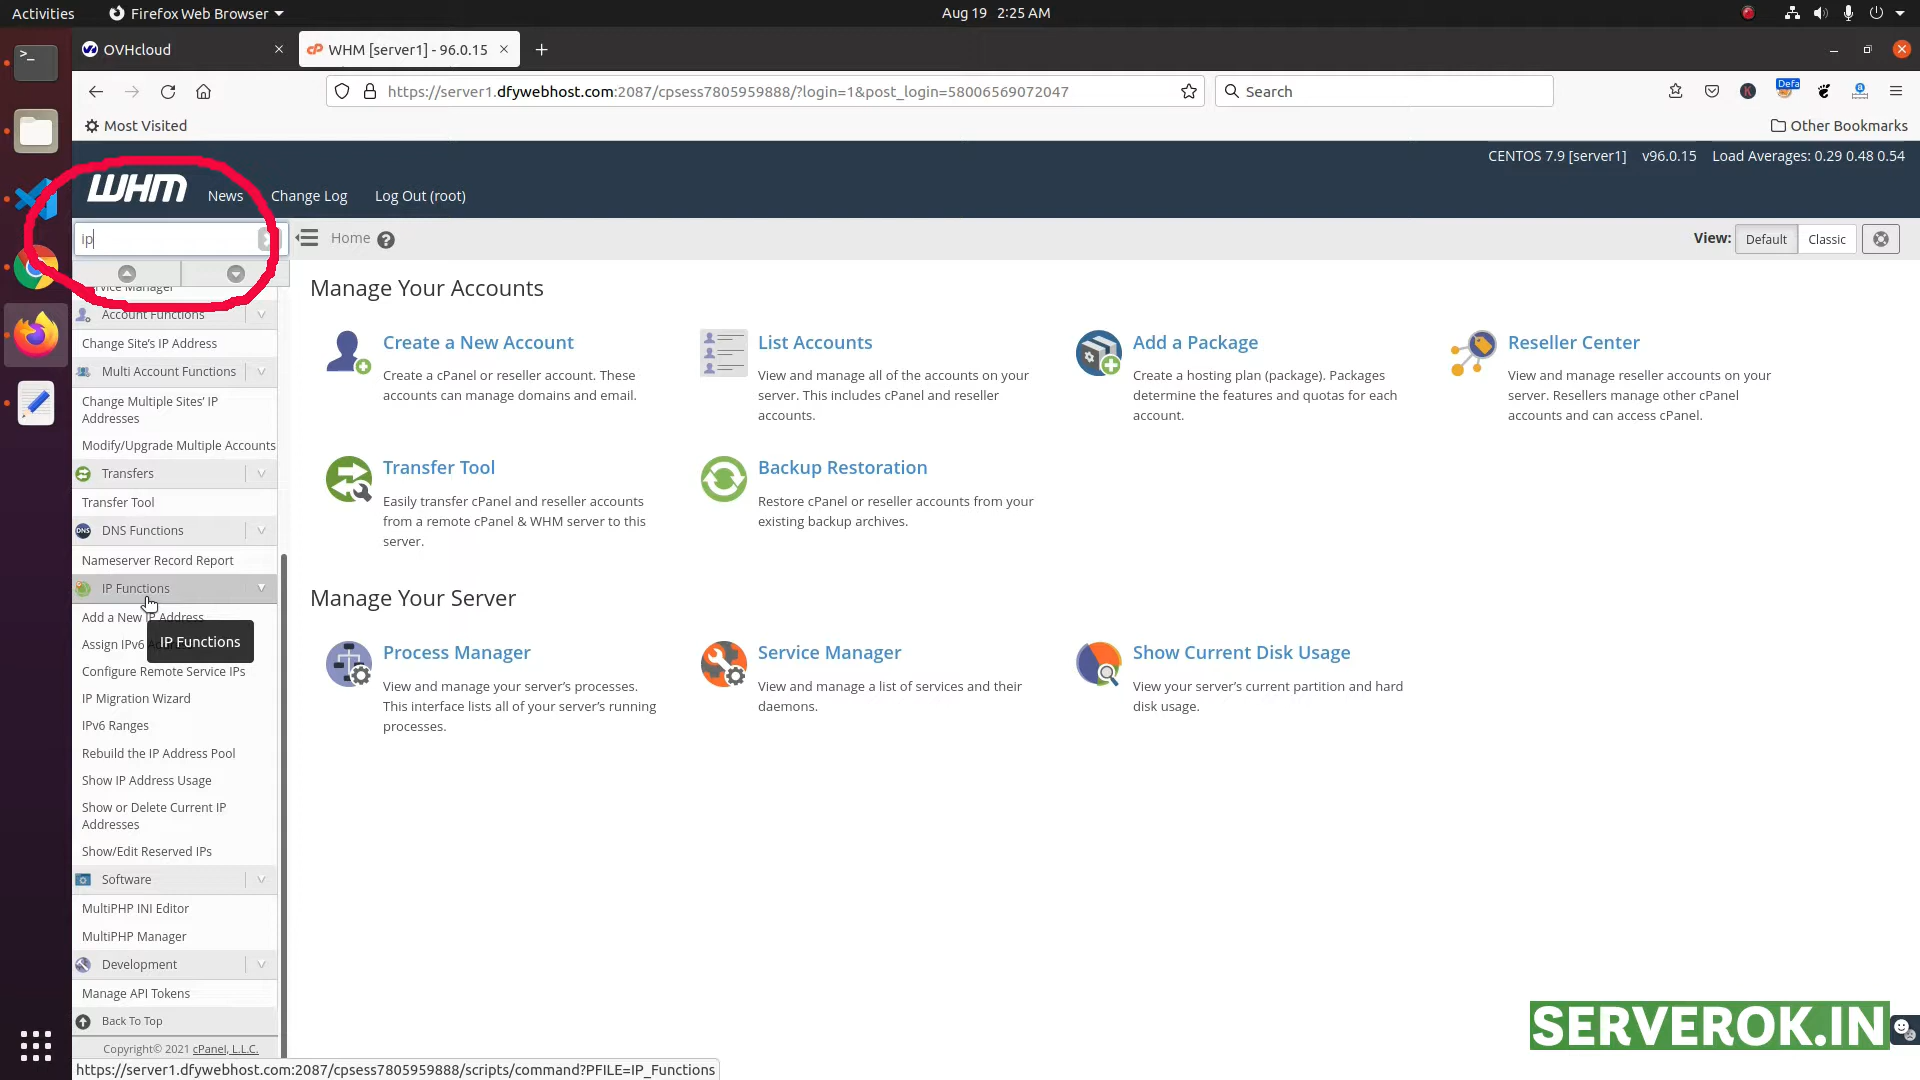 Activities
Firefox Web Browser
Aug 19 2:25 AM
OVHcloud
WHM [server1] - 96.0.15
https://server1.dfywebhost.com:2087/cpsess7805959888/?login=1&post_login=58006569072047
Search
Defa
Most Visited
Other Bookmarks
CENTOS 7.9 [server1] v96.0.15 Load Averages: 0.29 0.48 0.54
WHM
News
Change Log
Log Out (root)
ip
Home
View:
Default
Classic
Service Manager
Account Functions
Change Site's IP Address
Multi Account Functions
Change Multiple Sites' IP
Addresses
Modify/Upgrade Multiple Accounts
Transfers
Transfer Tool
DNS Functions
Nameserver Record Report
IP Functions
Add a New IP Address
Assign IPv6
IP Functions
Configure Remote Service IPs
IP Migration Wizard
IPv6 Ranges
Rebuild the IP Address Pool
Show IP Address Usage
Show or Delete Current IP
Addresses
Show/Edit Reserved IPs
Software
MultiPHP INI Editor
MultiPHP Manager
Development
Manage API Tokens
Back To Top
Copyright© 2021 cPanel, L.L.C.
Manage Your Accounts
Create a New Account
Create a cPanel or reseller account. These
accounts can manage domains and email.
List Accounts
View and manage all of the accounts on your
server. This includes cPanel and reseller
accounts.
Add a Package
Create a hosting plan (package). Packages
determine the features and quotas for each
account.
Reseller Center
View and manage reseller accounts on your
server. Resellers manage other cPanel
accounts and can access cPanel.
Transfer Tool
Easily transfer cPanel and reseller accounts
from a remote cPanel & WHM server to this
server.
Backup Restoration
Restore cPanel or reseller accounts from your
existing backup archives.
Manage Your Server
Process Manager
View and manage your server's processes.
This interface lists all of your server's running
processes.
Service Manager
View and manage a list of services and their
daemons.
Show Current Disk Usage
View your server's current partition and hard
disk usage.
SERVEROK.IN
https://server1.dfywebhost.com:2087/cpsess7805959888/scripts/command?PFILE=IP_Functions